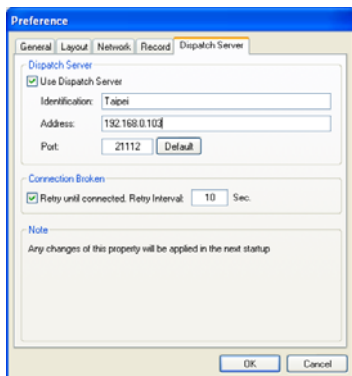 Preference
General Layout Network Record Dispatch Server
Dispatch Server
Use Dispatch Server
Identification: Taipei
Address: 192.168.0.103
Port: 21112 Default
Connection Broken
Retry until connected. Retry Interval: 10 Sec.
Note
Any changes of this property will be applied in the next startup
OK Cancel